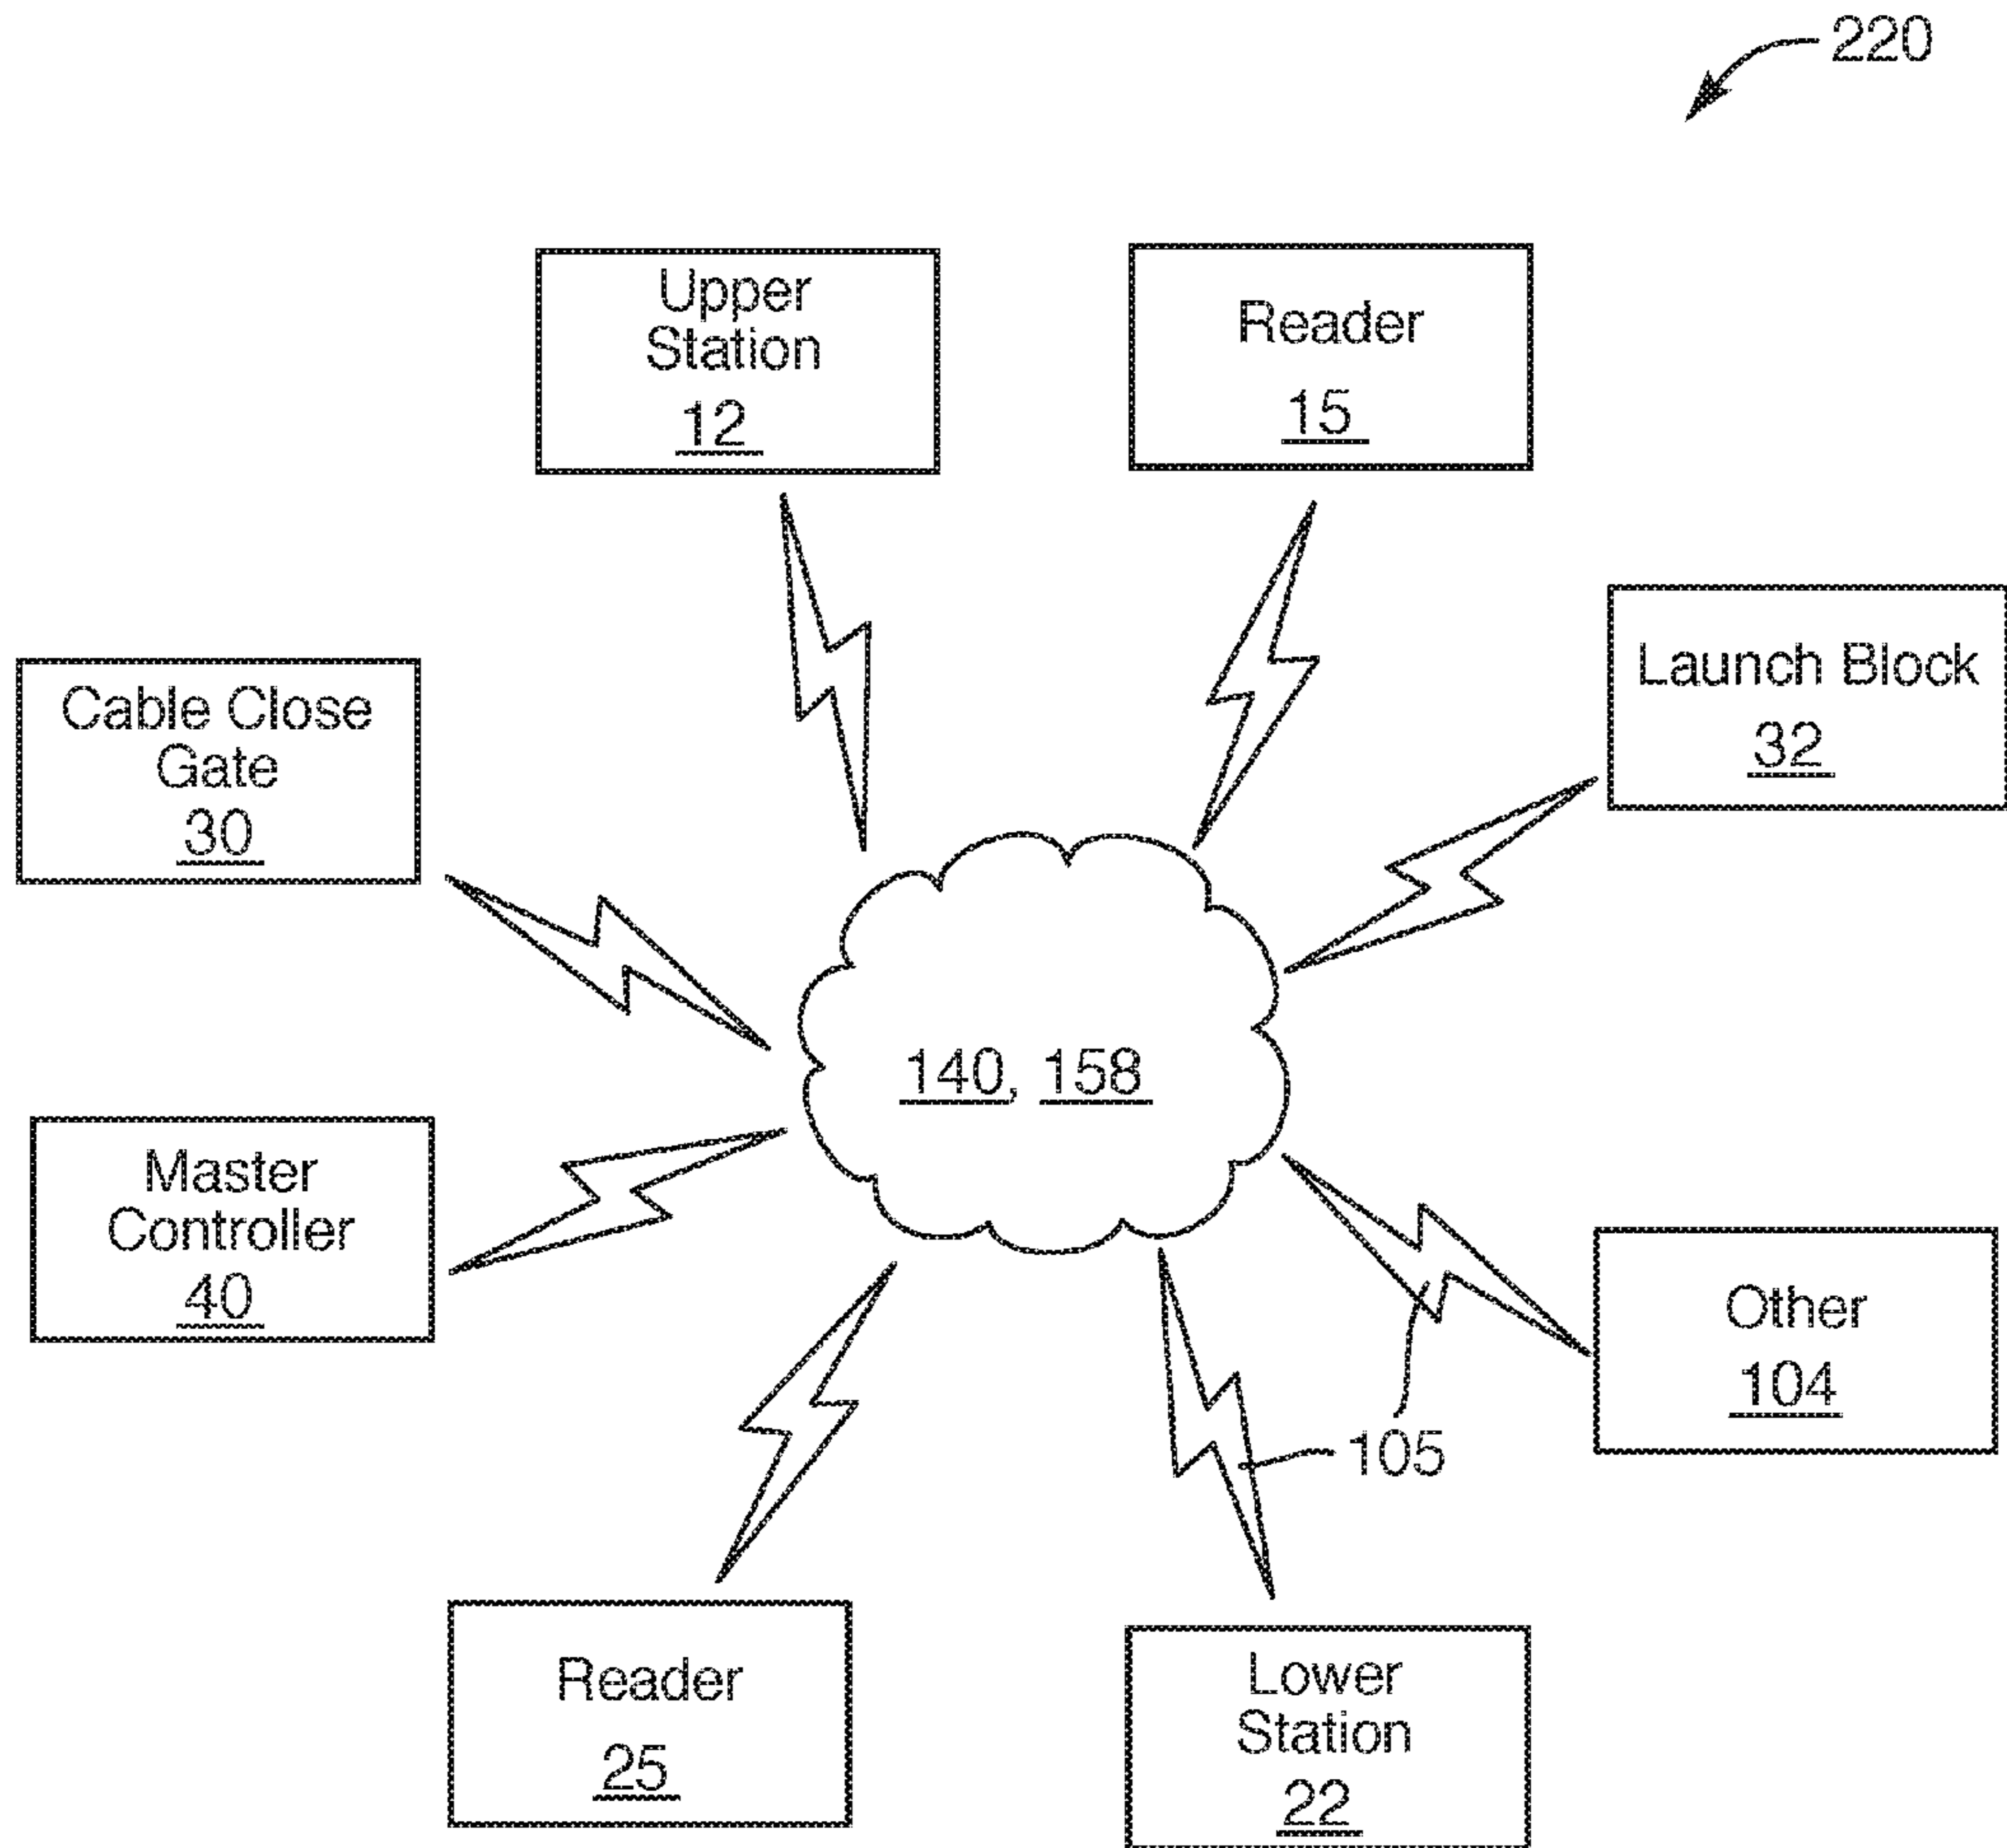 220
Upper
Station
12
Reader
15
Launch Block
32
Cable Close
Gate
30
140, 158
Master
Controller
40
Other
104
105
Reader
25
Lower
Station
22